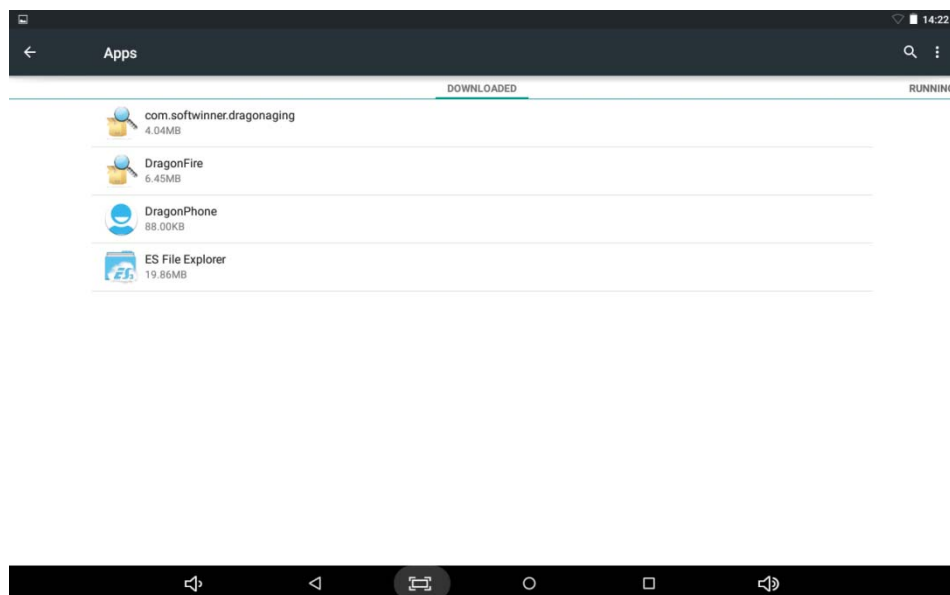 14:22
Apps
DOWNLOADED
RUNNING
com.softwinner.dragonaging
4.04MB
DragonFire
6.45MB
DragonPhone
88.00KB
ES File Explorer
19.86MB